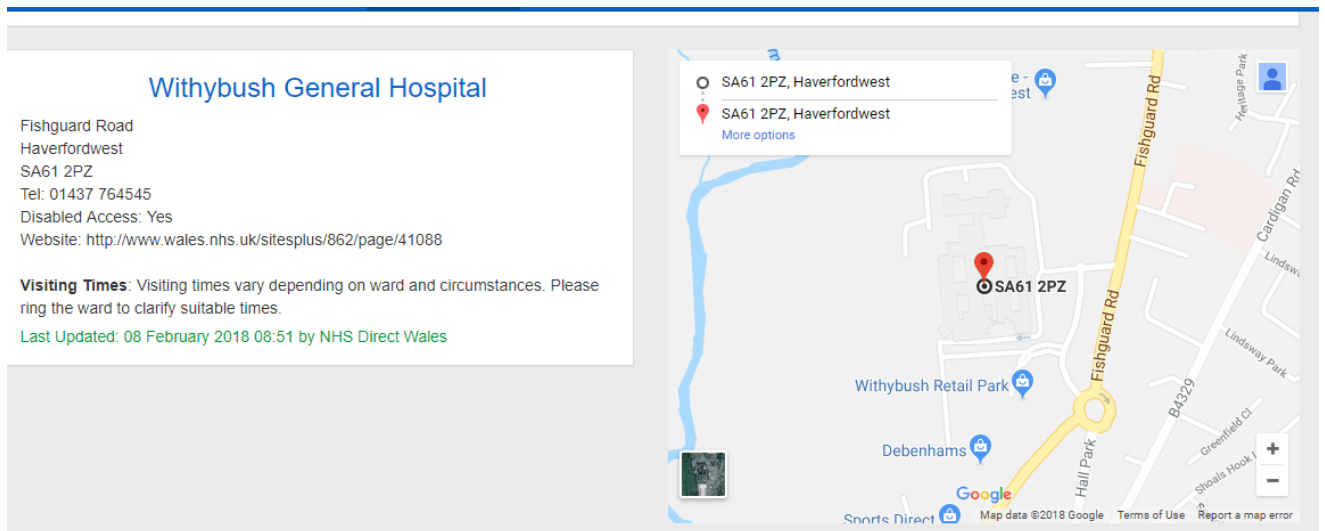 Withybush General Hospital
Fishguard Road
Haverfordwest
SA61 2PZ
Tel: 01437 764545
Disabled Access: Yes
Website: http://www.wales.nhs.uk/sitesplus/862/page/41088
Visiting Times: Visiting times vary depending on ward and circumstances. Please
ring the ward to clarify suitable times.
Last Updated: 08 February 2018 08:51 by NHS Direct Wales
SA61 2PZ, Haverfordwest
SA61 2PZ, Haverfordwest
More options
e -
est
Fishguard Rd
Heritage Park
Cardigan Rd
SA61 2PZ
Fishguard Rd
Lindsway Park
Withybush Retail Park
B4329
Debenhams
Hall Park
Greenfield Cl
Shoals Hook
Sports Direct
Google
Map data ©2018 Google
Terms of Use
Report a map error